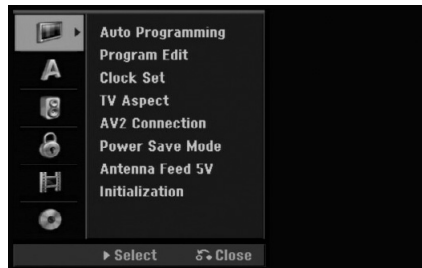 Auto Programming
Program Edit
A
Clock Set
TV Aspect
AV2 Connection
Power Save Mode
Antenna Feed 5V
Initialization
Select
Close